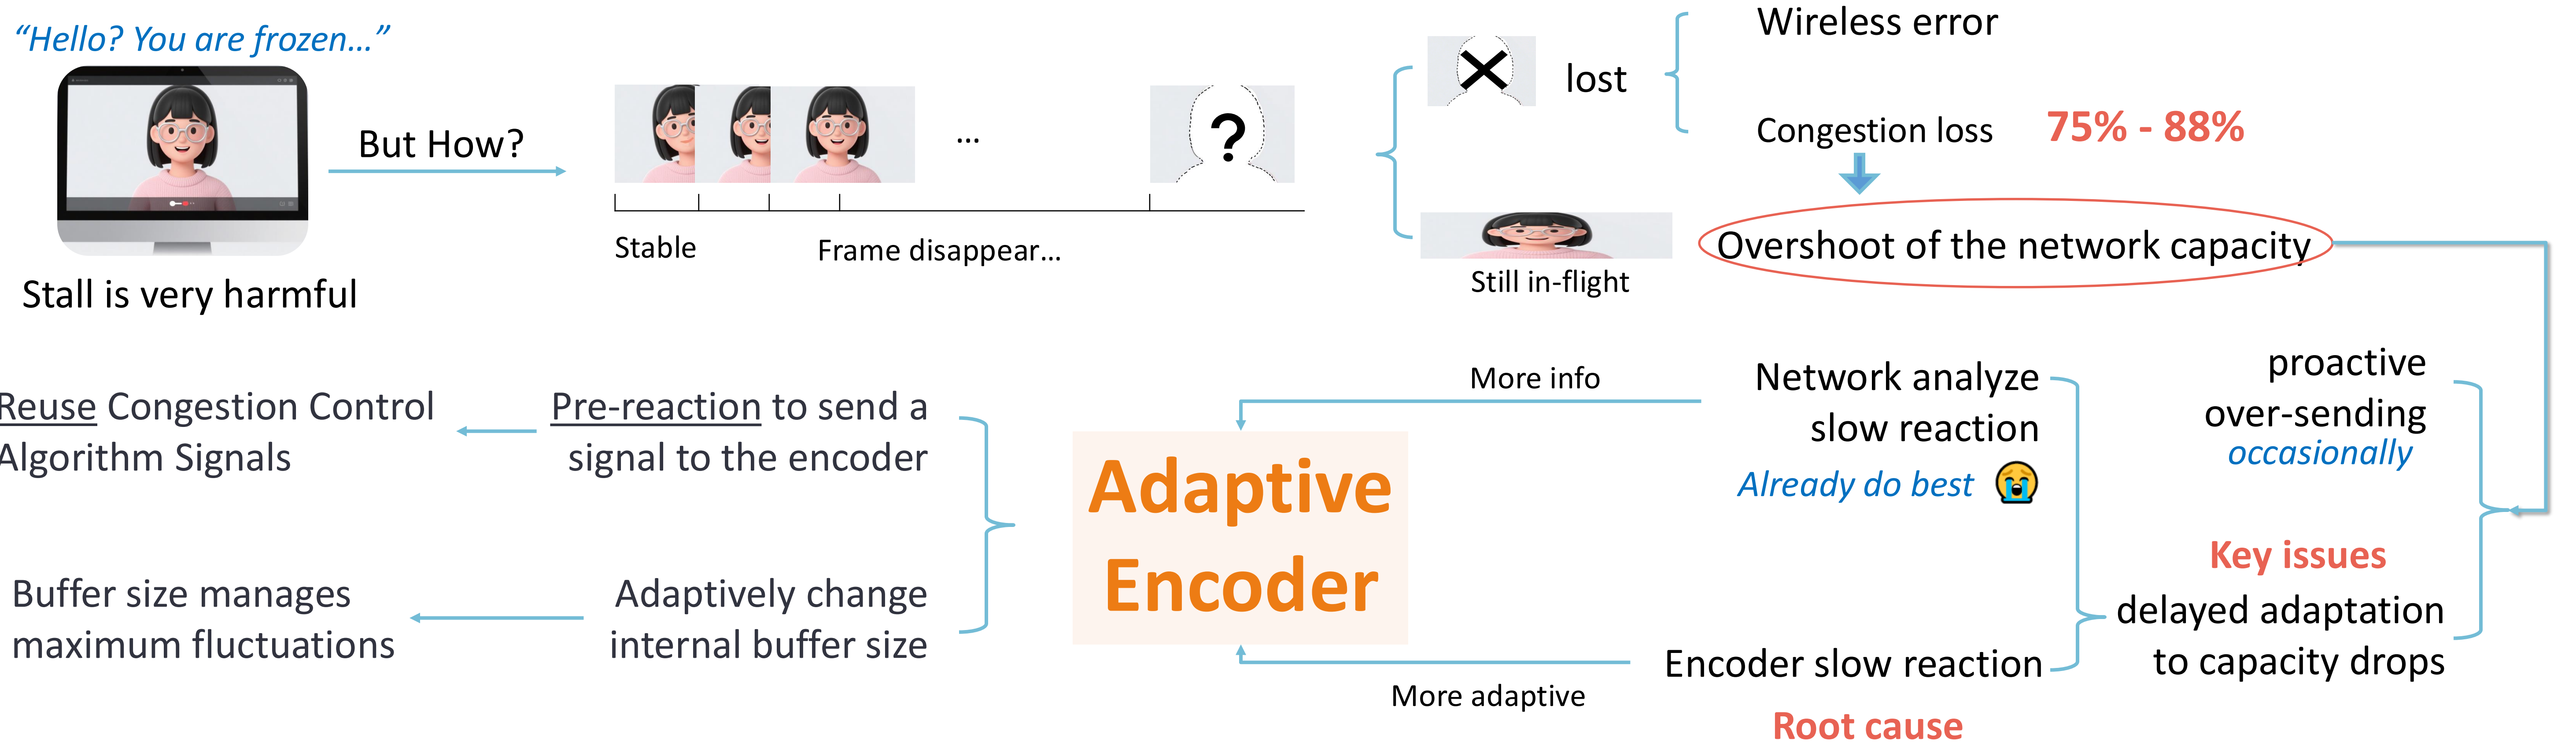 “Hello? You are frozen...”
But How?
Stall is very harmful
...
?
Stable
Frame disappear...
lost
Still in-flight
Wireless error
Congestion loss 75% - 88%
Overshoot of the network capacity
proactive
over-sending
occasionally
Key issues
delayed adaptation
to capacity drops
Network analyze
slow reaction
Already do best 😭
Encoder slow reaction
Root cause
More info
More adaptive
Adaptive
Encoder
Pre-reaction to send a
signal to the encoder
Adaptively change
internal buffer size
Reuse Congestion Control
Algorithm Signals
Buffer size manages
maximum fluctuations